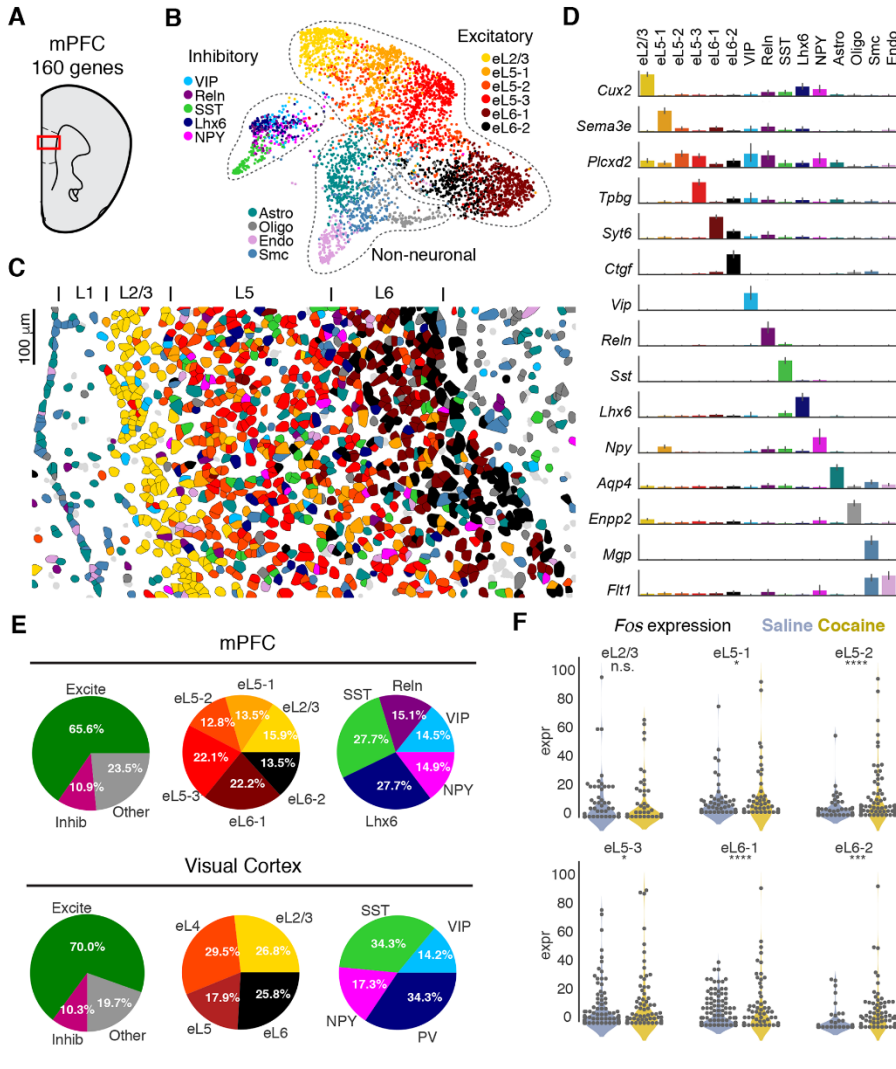 A
mPFC
160 genes
B
Inhibitory
VIP
Reln
SST
Lhx6
NPY
Excitatory
eL2/3
eL5-1
eL5-2
eL5-3
eL6-1
eL6-2
Astro
Oligo
Endo
Smc
Non-neuronal
C
L1 L2/3 L5 L6
100 μm
D
eL2/3 eL5-1 eL5-2 eL5-3 eL6-1 eL6-2 VIP Reln SST Lhx6 NPY Astro Oligo Smc Endo
Cux2
Sema3e
Plcxd2
Tpbg
Syt6
Ctgf
Vip
Reln
Sst
Lhx6
Npy
Aqp4
Enpp2
Mgp
Flt1
E
mPFC
Excite
65.6%
10.9%
23.5%
Inhib
Other
eL5-1
eL5-2
eL2/3
12.8%
13.5%
15.9%
22.1%
13.5%
22.2%
eL5-3
eL6-2
eL6-1
SST
Reln
15.1%
VIP
27.7%
14.5%
14.9%
27.7%
NPY
Lhx6
Visual Cortex
Excite
70.0%
10.3%
19.7%
Inhib
Other
eL4
eL2/3
29.5%
26.8%
17.9%
25.8%
eL5
eL6
SST
VIP
34.3%
14.2%
17.3%
34.3%
NPY
PV
F
Fos expression Saline Cocaine
eL2/3 eL5-1 eL5-2
n.s. * ****
100
80
60
40
20
0
expr
eL5-3 eL6-1 eL6-2
* **** ***
100
80
60
40
20
0
expr